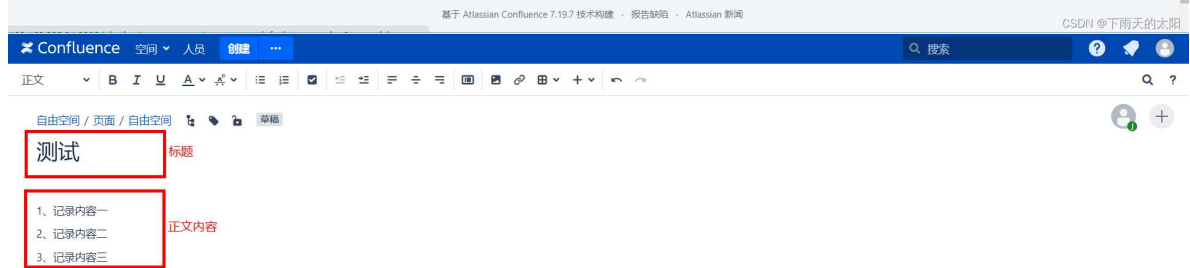 基于 Atlassian Confluence 7.19.7 技术构建 · 报告缺陷 · Atlassian 新闻
CSDN @下雨天的太阳
Confluence 空间 人员 创建 ··· 搜索
正文 B I U A
自由空间 / 页面 / 自由空间 草稿
测试 标题
1、记录内容一
正文内容
2、记录内容二
3、记录内容三